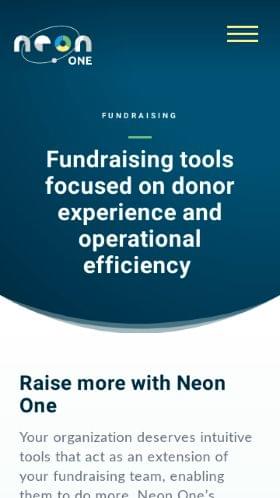 neon
ONE
FUNDRAISING
Fundraising tools
focused on donor
experience and
operational
efficiency
Raise more with Neon
One
Your organization deserves intuitive
tools that act as an extension of
your fundraising team, enabling
them to do more. Neon One's